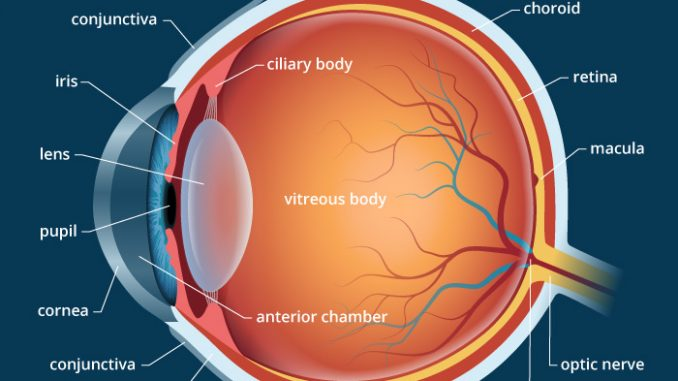 choroid
conjunctiva
ciliary body
iris
retina
macula
lens
vitreous body
pupil
cornea
anterior chamber
conjunctiva
optic nerve